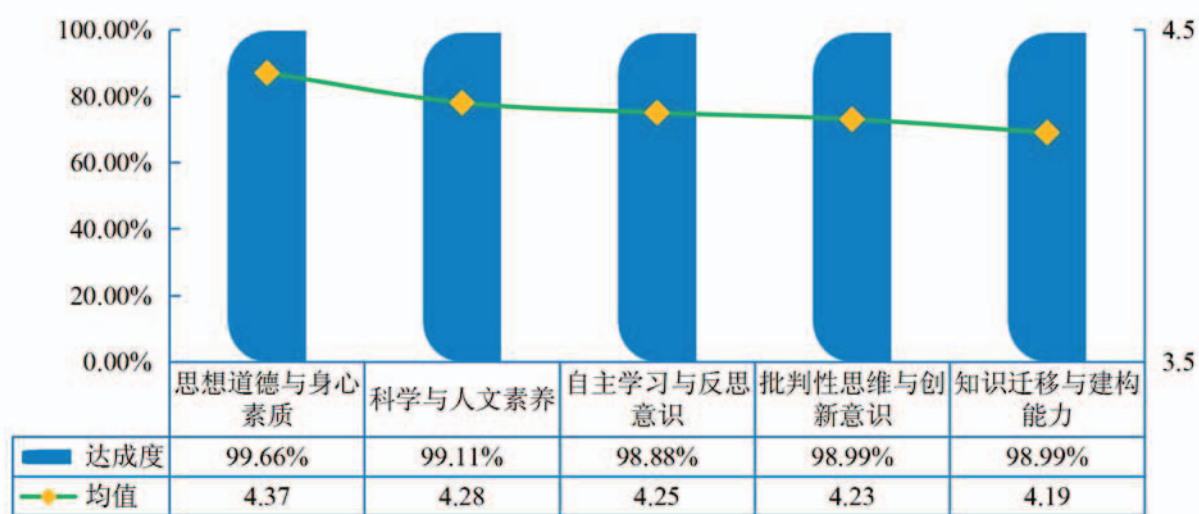 100.00%
80.00%
60.00%
40.00%
20.00%
0.00%
4.5
3.5
思想道德与身心
素质
科学与人文素养
自主学习与反思
意识
批判性思维与创
新意识
知识迁移与建构
能力
达成度 99.66% 99.11% 98.88% 98.99% 98.99%
均值 4.37 4.28 4.25 4.23 4.19